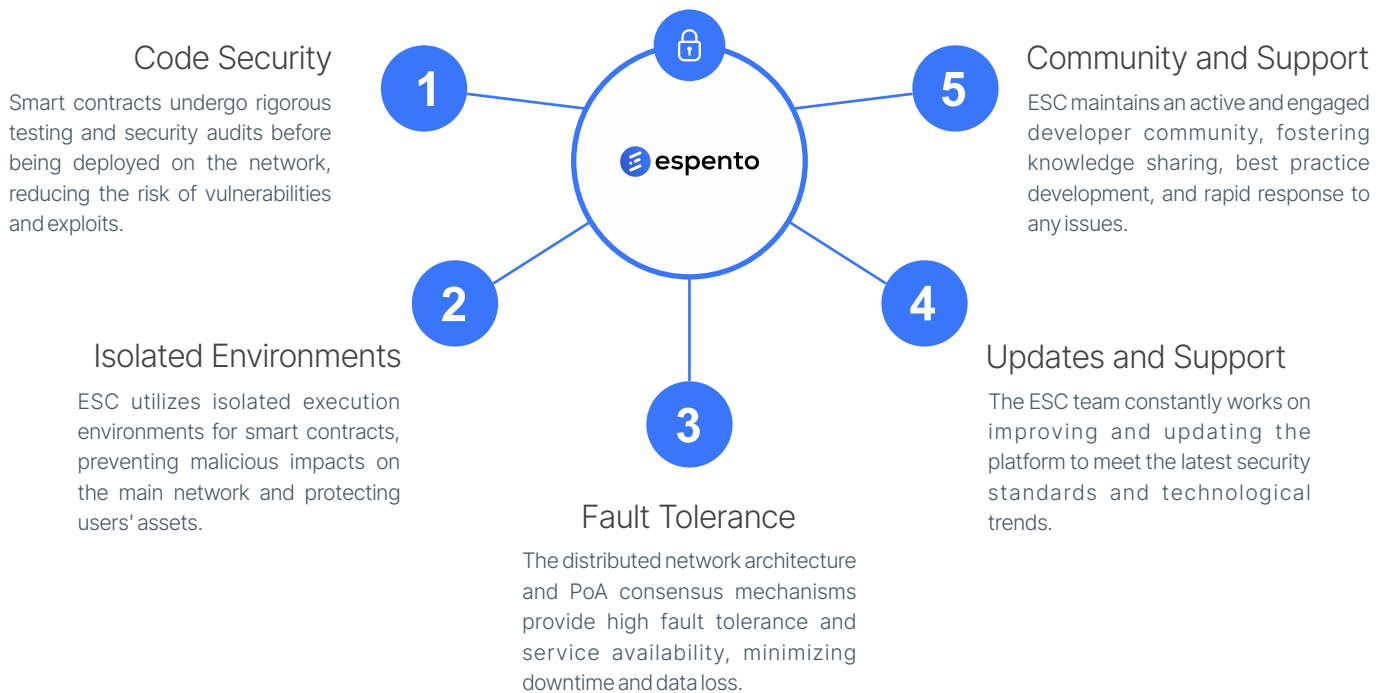 espento
1
Code Security
Smart contracts undergo rigorous
testing and security audits before
being deployed on the network,
reducing the risk of vulnerabilities
and exploits.
2
Isolated Environments
ESC utilizes isolated execution
environments for smart contracts,
preventing malicious impacts on
the main network and protecting
users' assets.
3
Fault Tolerance
The distributed network architecture
and PoA consensus mechanisms
provide high fault tolerance and
service availability, minimizing
downtime and data loss.
4
Updates and Support
The ESC team constantly works on
improving and updating the
platform to meet the latest security
standards and technological
trends.
5
Community and Support
ESC maintains an active and engaged
developer community, fostering
knowledge sharing, best practice
development, and rapid response to
any issues.